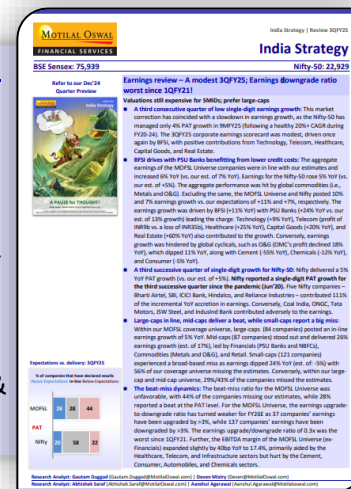 MOTILAL OSWAL
FINANCIAL SERVICES
India Strategy | Review 3QFY25
India Strategy
BSE Sensex: 75,939
Nifty-50: 22,929
Refer to our Dec'24
Quarter Preview
India Strategy
A PAUSE for THOUGHT!
Expectations vs. delivery: 3QFY25
% of companies that have declared results
Above Expectations In-line Below Expectations
MOFSL 28 28 44
PAT
Nifty 20 58 22
Earnings review – A modest 3QFY25; Earnings downgrade ratio
worst since 1QFY21!
Valuations still expensive for SMIDs; prefer large-caps
A third consecutive quarter of low single-digit earnings growth: This market
correction has coincided with a slowdown in earnings growth, as the Nifty-50 has
managed only 4% PAT growth in 9MFY25 (following a healthy 20%+ CAGR during
FY20-24). The 3QFY25 corporate earnings scorecard was modest, driven once
again by BFSI, with positive contributions from Technology, Telecom, Healthcare,
Capital Goods, and Real Estate.
BFSI drives with PSU Banks benefitting from lower credit costs: The aggregate
earnings of the MOFSL Universe companies were in line with our estimates and
increased 6% YoY (vs. our est. of 7% YoY). Earnings for the Nifty-50 rose 5% YoY (vs.
our est. of +5%). The aggregate performance was hit by global commodities (i.e.,
Metals and O&G). Excluding the same, the MOFSL Universe and Nifty posted 10%
and 7% earnings growth vs. our expectations of +11% and +7%, respectively. The
earnings growth was driven by BFSI (+11% YoY) with PSU Banks (+24% YoY vs. our
est. of 13% growth) leading the charge. Technology (+9% YoY), Telecom (profit of
INR9b vs. a loss of INR35b), Healthcare (+25% YoY), Capital Goods (+20% YoY), and
Real Estate (+60% YoY) also contributed to the growth. Conversely, earnings
growth was hindered by global cyclicals, such as O&G (OMC's profit declined 18%
YoY), which dipped 11% YoY, along with Cement (-55% YoY), Chemicals (-12% YoY),
and Consumer (-5% YoY).
A third successive quarter of single-digit growth for Nifty-50: Nifty delivered a 5%
YoY PAT growth (vs. our est. of +5%). Nifty reported a single-digit PAT growth for
the third successive quarter since the pandemic (Jun'20). Five Nifty companies –
Bharti Airtel, SBI, ICICI Bank, Hindalco, and Reliance Industries – contributed 111%
of the incremental YoY accretion in earnings. Conversely, Coal India, ONGC, Tata
Motors, JSW Steel, and IndusInd Bank contributed adversely to the earnings.
Large-caps in line, mid-caps deliver a beat, while small-caps report a big miss:
Within our MOFSL coverage universe, large-caps (84 companies) posted an in-line
earnings growth of 5% YoY. Mid-caps (87 companies) stood out and delivered 26%
earnings growth (est. of 17%), led by Financials (PSU Banks and NBFCs),
Commodities (Metals and O&G), and Retail. Small-caps (121 companies)
experienced a broad-based miss as earnings dipped 24% YoY (est. of: -5%) with
56% of our coverage universe missing the estimates. Conversely, within our large-
cap and mid-cap universe, 29%/43% of the companies missed the estimates.
The beat-miss dynamics: The beat-miss ratio for the MOFSL Universe was
unfavorable, with 44% of the companies missing our estimates, while 28%
reported a beat at the PAT level. For the MOFSL Universe, the earnings upgrade-
to-downgrade ratio has turned weaker for FY26E as 37 companies' earnings
have been upgraded by >3%, while 137 companies' earnings have been
downgraded by >3%. The earnings upgrade/downgrade ratio of 0.3x was the
worst since 1QFY21. Further, the EBITDA margin of the MOFSL Universe (ex-
Financials) expanded slightly by 40bp YoY to 17.4%, primarily aided by the
Healthcare, Telecom, and Infrastructure sectors but hurt by the Cement,
Consumer, Automobiles, and Chemicals sectors.
Research Analyst: Gautam Duggad (Gautam.Duggad@MotilalOswal.com) | Deven Mistry (Deven@MotilalOswal.com)
Research Analyst: Abhishek Saraf (Abhishek.Saraf@MotilalOswal.com) | Aanshul Agarawal (Aanshul.Agarawal@MotilalOswal.com)
&